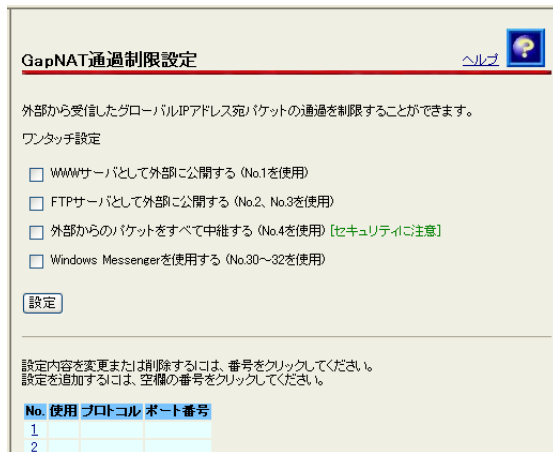 GapNAT通過制限設定
ヘルプ
外部から受信したグローバルIPアドレス宛パケットの通過を制限することができます。
ワンタッチ設定
WWWサーバとして外部に公開する (No.1を使用)
FTPサーバとして外部に公開する (No.2、No.3を使用)
外部からのパケットをすべて中継する (No.4を使用) [セキュリティに注意]
Windows Messengerを使用する (No.30~32を使用)
設定
設定内容を変更または削除するには、番号をクリックしてください。
設定を追加するには、空欄の番号をクリックしてください。
No. 使用 プロトコル ポート番号
1
2